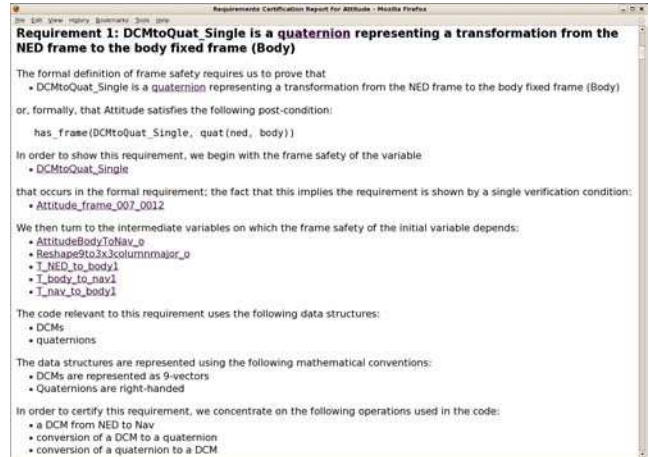 Requirements Certification Report for Attitude - Mozilla Firefox
File Edit View History Bookmarks Tools Help
Requirement 1: DCMtoQuat_Single is a quaternion representing a transformation from the
NED frame to the body fixed frame (Body)
The formal definition of frame safety requires us to prove that
• DCMtoQuat_Single is a quaternion representing a transformation from the NED frame to the body fixed frame (Body)
or, formally, that Attitude satisfies the following post-condition:
has_frame(DCMtoQuat_Single, quat(ned, body))
In order to show this requirement, we begin with the frame safety of the variable
• DCMtoQuat_Single
that occurs in the formal requirement; the fact that this implies the requirement is shown by a single verification condition:
• Attitude_frame_007_0012
We then turn to the intermediate variables on which the frame safety of the initial variable depends:
• AttitudeBodyToNav_o
• Reshape9to3x3columnmajor_o
• T_NED_to_body1
• T_body_to_nav1
• T_nav_to_body1
The code relevant to this requirement uses the following data structures:
• DCMs
• quaternions
The data structures are represented using the following mathematical conventions:
• DCMs are represented as 9-vectors
• Quaternions are right-handed
In order to certify this requirement, we concentrate on the following operations used in the code:
• a DCM from NED to Nav
• conversion of a DCM to a quaternion
• conversion of a quaternion to a DCM